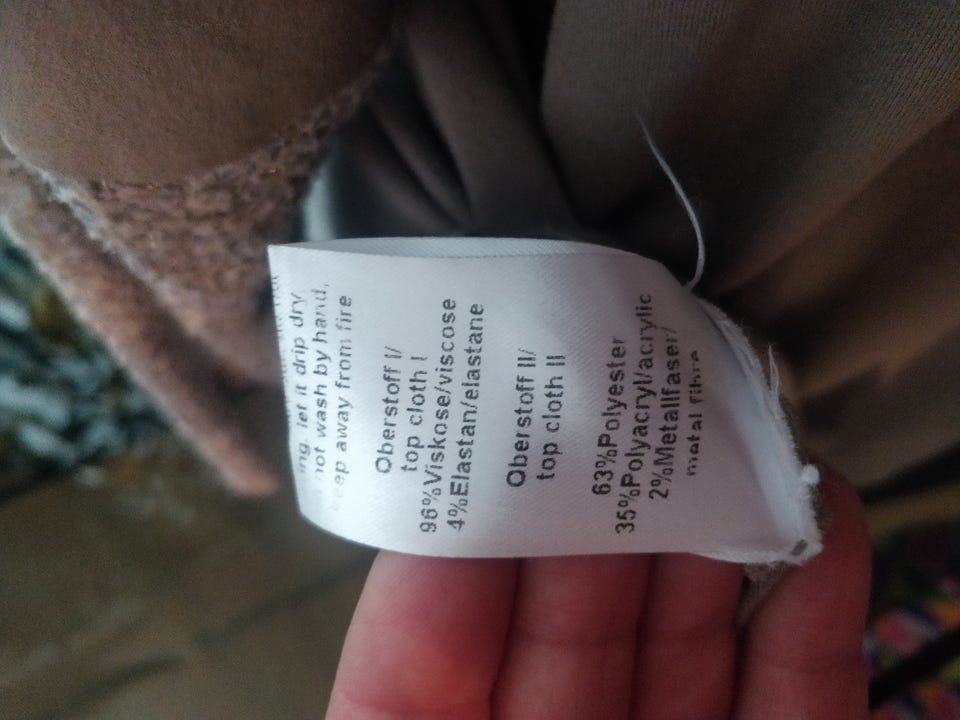 ing. let it drip dry,
not wash by hand,
keep away from fire
Oberstoff I/
top cloth I
96%Viskose/viscose
4%Elastan/elastane
Oberstoff II/
top cloth II
63%Polyester
35%Polyacryl/acrylic
2%Metallfaser/
metal fibre